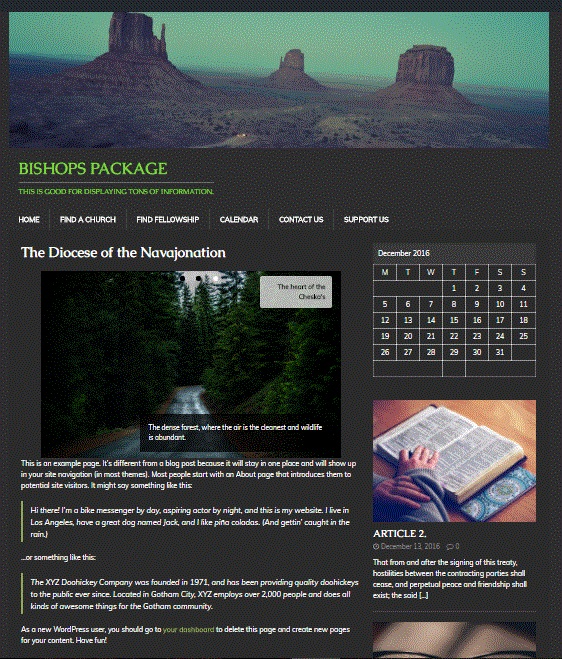 BISHOPS PACKAGE
THIS IS GOOD FOR DISPLAYING TONS OF INFORMATION.
HOME FIND A CHURCH FIND FELLOWSHIP CALENDAR CONTACT US SUPPORT US
The Diocese of the Navajonation
The heart of the
Cheska's
The dense forest, where the air is the cleanest and wildlife
is abundant.
This is an example page. It's different from a blog post because it will stay in one place and will show up
in your site navigation (in most themes). Most people start with an About page that introduces them to
potential site visitors. It might say something like this:
Hi there! I'm a bike messenger by day, aspiring actor by night, and this is my website. I live in
Los Angeles, have a great dog named Jack, and I like piña coladas. (And gettin' caught in the
rain.)
...or something like this:
The XYZ Doohickey Company was founded in 1971, and has been providing quality doohickeys
to the public ever since. Located in Gotham City, XYZ employs over 2,000 people and does all
kinds of awesome things for the Gotham community.
As a new WordPress user, you should go to your dashboard to delete this page and create new pages
for your content. Have fun!
December 2016
M T W T F S S
1 2 3 4
5 6 7 8 9 10 11
12 13 14 15 16 17 18
19 20 21 22 23 24 25
26 27 28 29 30 31
ARTICLE 2.
December 13, 2016 0
That from and after the signing of this treaty,
hostilities between the contracting parties shall
cease, and perpetual peace and friendship shall
exist; the said [...]